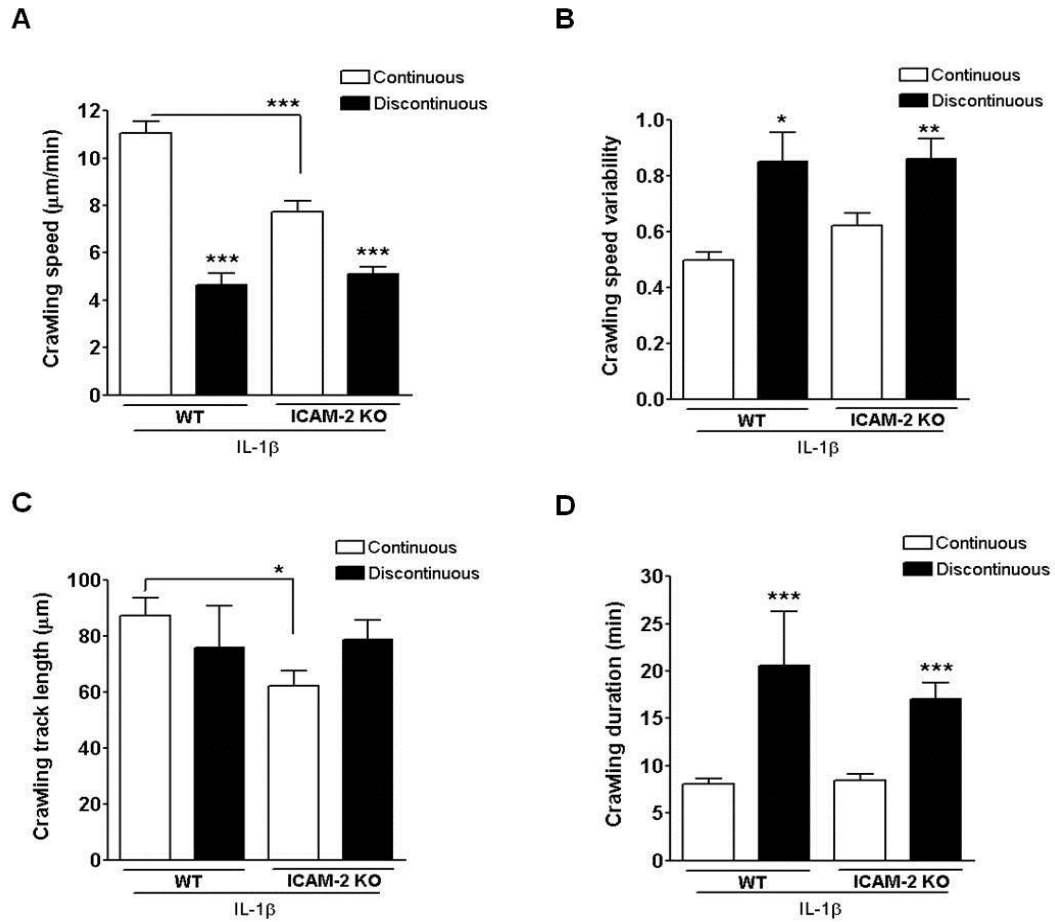 A
Continuous
Discontinuous
Crawling speed (μm/min)
12
10
8
6
4
2
0
***
***
***
WT
ICAM-2 KO
IL-1β
B
Continuous
Discontinuous
Crawling speed variability
1.0
0.8
0.6
0.4
0.2
0.0
*
**
WT
ICAM-2 KO
IL-1β
C
Continuous
Discontinuous
Crawling track length (μm)
100
80
60
40
20
0
*
WT
ICAM-2 KO
IL-1β
D
Continuous
Discontinuous
Crawling duration (min)
30
25
20
15
10
5
0
***
***
WT
ICAM-2 KO
IL-1β